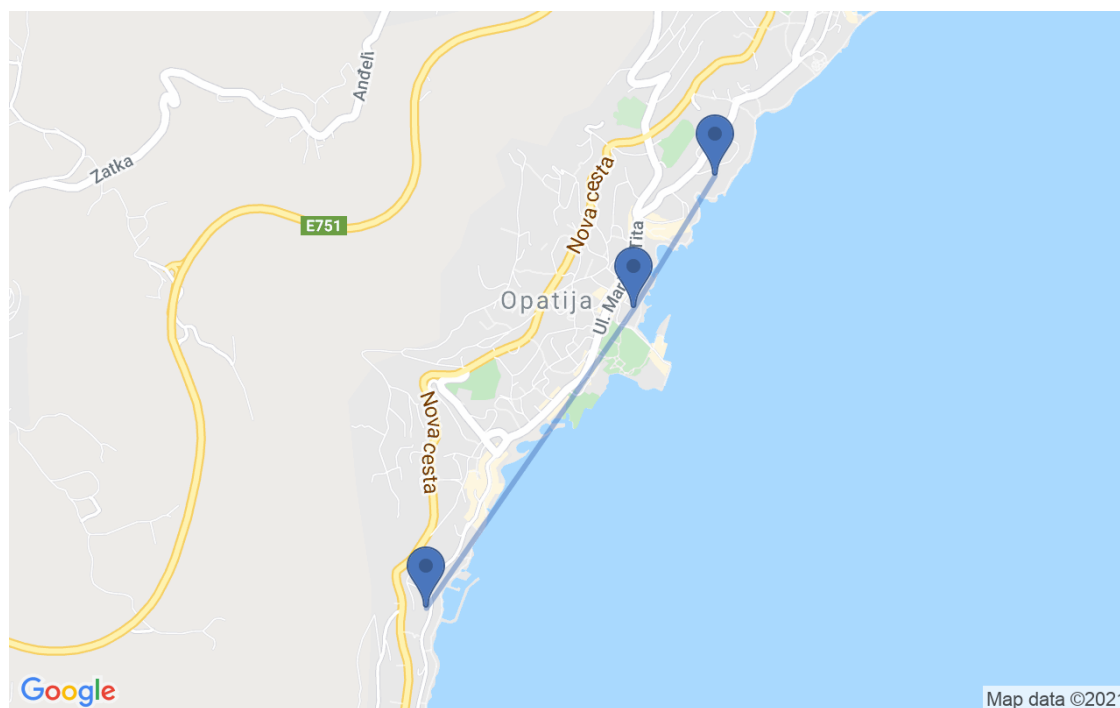 Anđeli
Zatka
Nova cesta
E751
Ul. Mar
Tita
Opatija
Nova cesta
Google
Map data ©2021